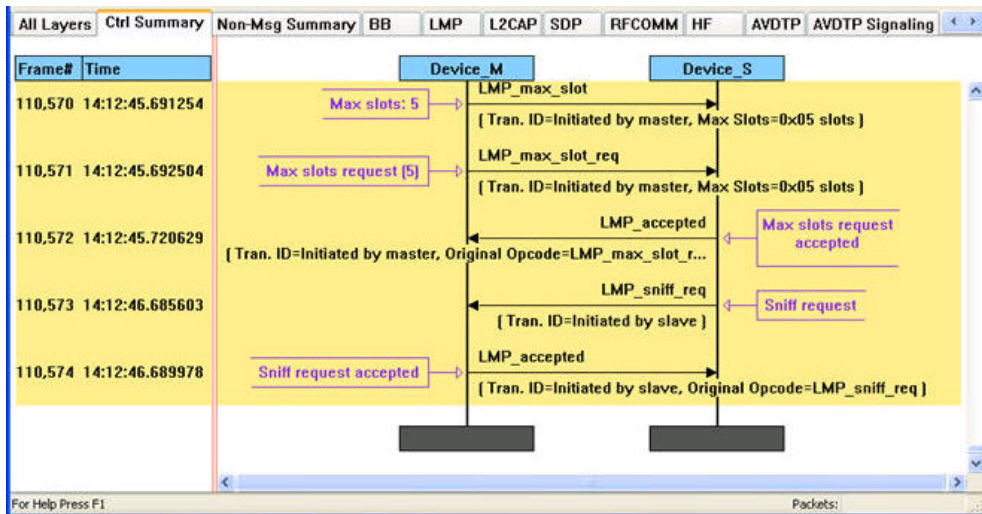 All Layers Ctrl Summary Non-Msg Summary BB LMP L2CAP SDP RFCOMM HF AVDTP AVDTP Signaling
Frame# Time Device_M Device_S
LMP_max_slot
110,570 14:12:45.691254 Max slots: 5
( Tran. ID=Initiated by master, Max Slots=0x05 slots )
LMP_max_slot_req
110,571 14:12:45.692504 Max slots request (5)
( Tran. ID=Initiated by master, Max Slots=0x05 slots )
LMP_accepted Max slots request
110,572 14:12:45.720629 accepted
( Tran. ID=Initiated by master, Original Opcode=LMP_max_slot_r...
LMP_sniff_req
110,573 14:12:46.685603 Sniff request
( Tran. ID=Initiated by slave )
LMP_accepted
110,574 14:12:46.689978 Sniff request accepted
( Tran. ID=Initiated by slave, Original Opcode=LMP_sniff_req )
For Help Press F1 Packets: